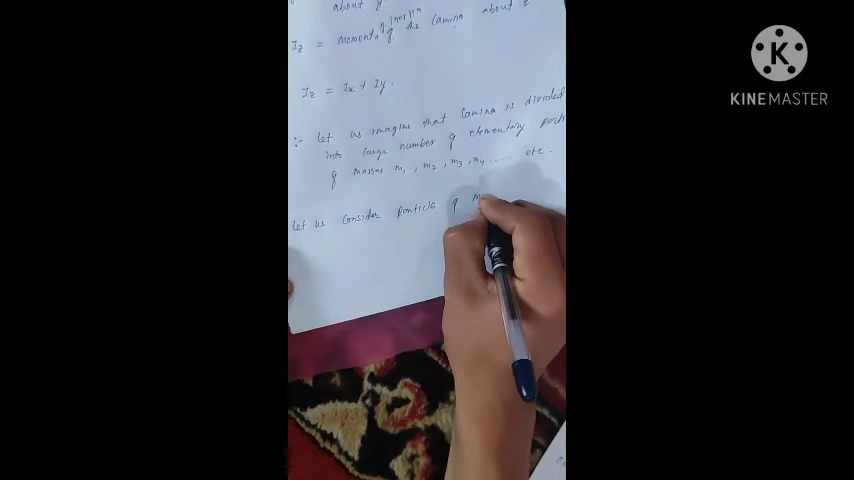 about y
Iz = Moment of inertia of the lamina about z
Iz = Ix + Iy.
:- Let us imagine that lamina is divided
into large number of elementary
of masses m1, m2, m3, m4 ..... etc.
Let us consider particle of m
K
KINEMASTER